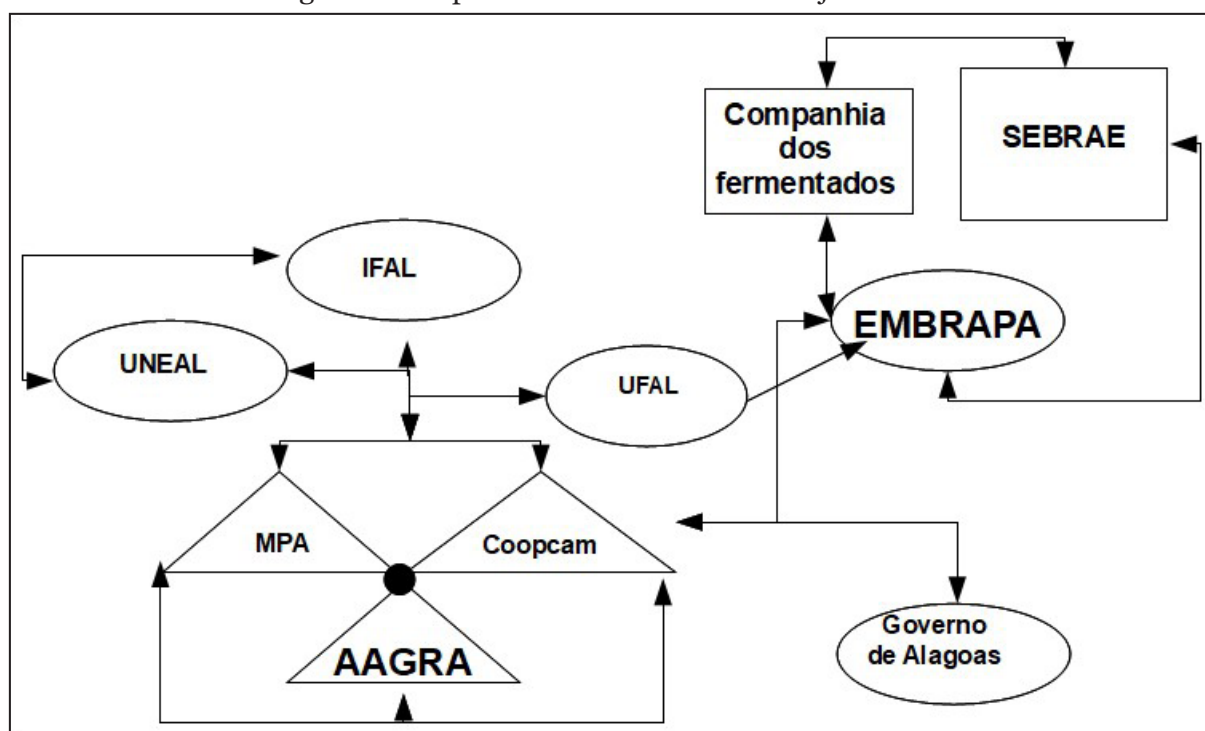 Companhia
dos
fermentados
SEBRAE
IFAL
EMBRAPA
UNEAL
UFAL
MPA
Coopcam
Governo
de Alagoas
AAGRA